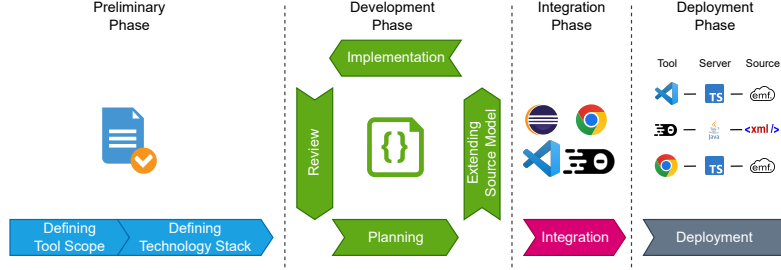 Preliminary
Phase
Development
Phase
Integration
Phase
Deployment
Phase
Implementation
Review
{}
Extending
Source Model
Planning
Defining
Tool Scope
Defining
Technology Stack
Integration
Tool
Server
Source
TS
emf.
Java
<xml />
TS
emf.
Deployment